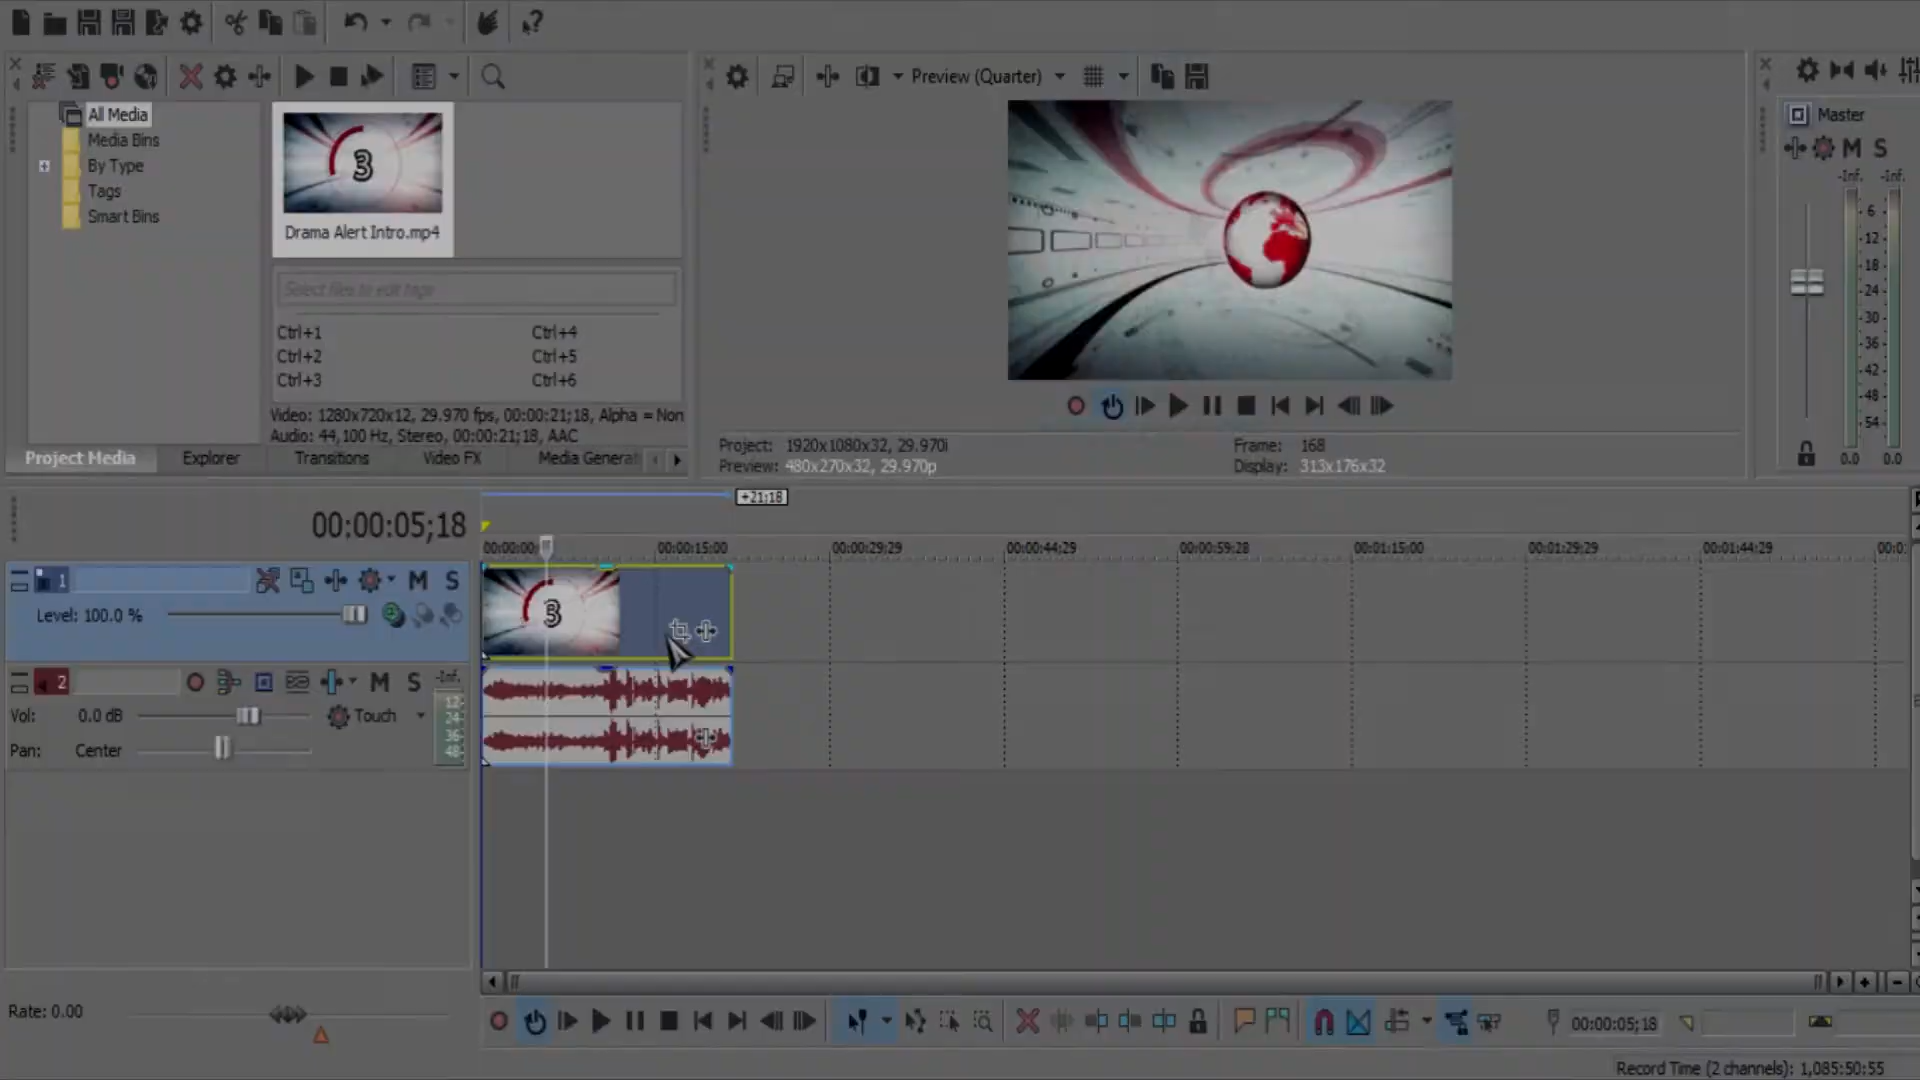 Preview (Quarter)
All Media
Media Bins
By Type
Tags
Smart Bins
3
Drama Alert Intro.mp4
Select files to edit tags
Ctrl+1 Ctrl+4
Ctrl+2 Ctrl+5
Ctrl+3 Ctrl+6
Video: 1280x720x12, 29.970 fps, 00:00:21;18, Alpha = Non
Audio: 44,100 Hz, Stereo, 00:00:21;18, AAC
Project Media Explorer Transitions Video FX Media Generat
Project: 1920x1080x32, 29.970i
Preview: 480x270x32, 29.970p
Frame: 168
Display: 313x176x32
Master
M S
-Inf. -Inf.
6
12
18
24
30
36
42
48
54
0.0 0.0
+21;18
00:00:05;18
00:00:00 00:00:15:00 00:00:29;29 00:00:44;29 00:00:59;28 00:01:15:00 00:01:29;29 00:01:44;29 00:0
1 M S
Level: 100.0 %
3
2 M S -Inf.
12
24
36
48
Vol: 0.0 dB Touch
Pan: Center
Rate: 0.00
00:00:05;18
Record Time (2 channels): 1,085:50:55